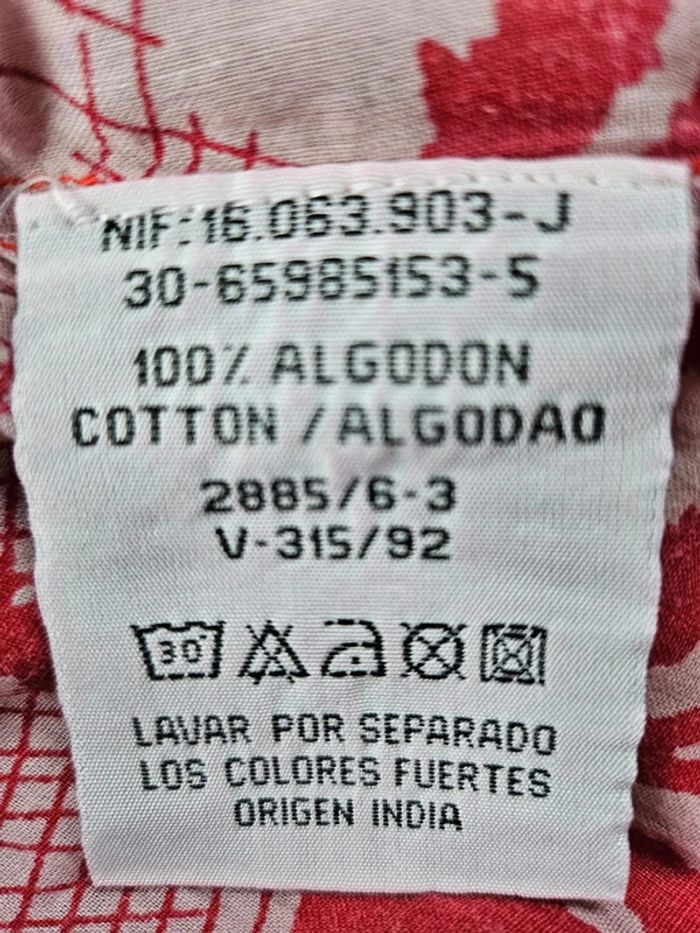 NIF:16.063.903-J
30-65985153-5
100% ALGODON
COTTON /ALGODAO
2885/6-3
V-315/92
30
LAVAR POR SEPARADO
LOS COLORES FUERTES
ORIGEN INDIA